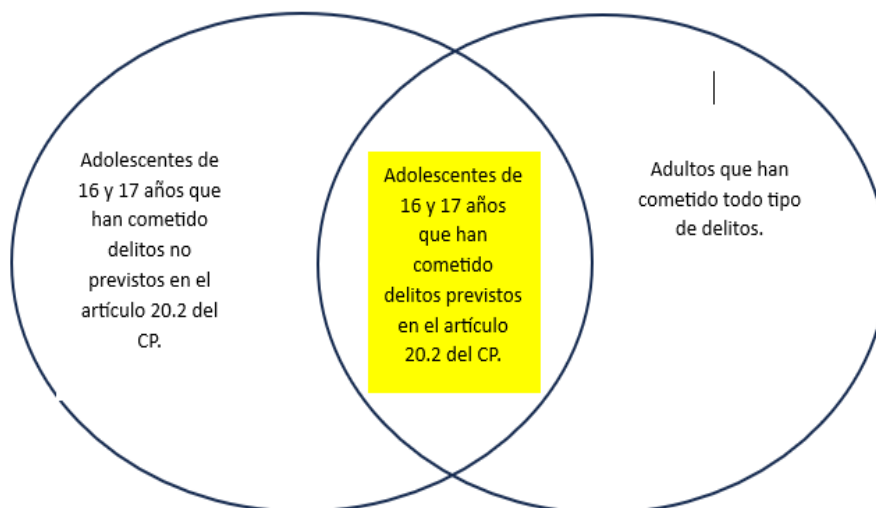 Adolescentes de
16 y 17 años que
han cometido
delitos no
previstos en el
artículo 20.2 del
CP.
Adolescentes de
16 y 17 años
que han
cometido
delitos previstos
en el artículo
20.2 del CP.
Adultos que han
cometido todo tipo
de delitos.